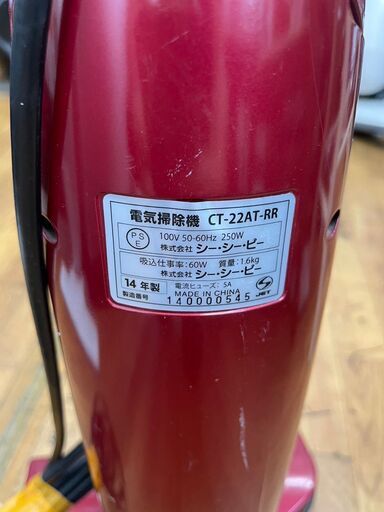 電気掃除機 CT-22AT-RR
PS
E
100V 50-60Hz 250W
株式会社 シー・シー・ピー
吸込仕事率:60W 質量:1.6kg
株式会社 シー・シー・ピー
14年製 電流ヒューズ:5A
MADE IN CHINA
製造番号 140000545
JET